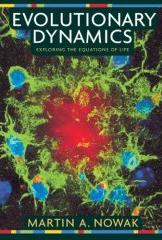 EVOLUTIONARY
DYNAMICS
EXPLORING THE EQUATIONS OF LIFE
MARTIN A. NOWAK